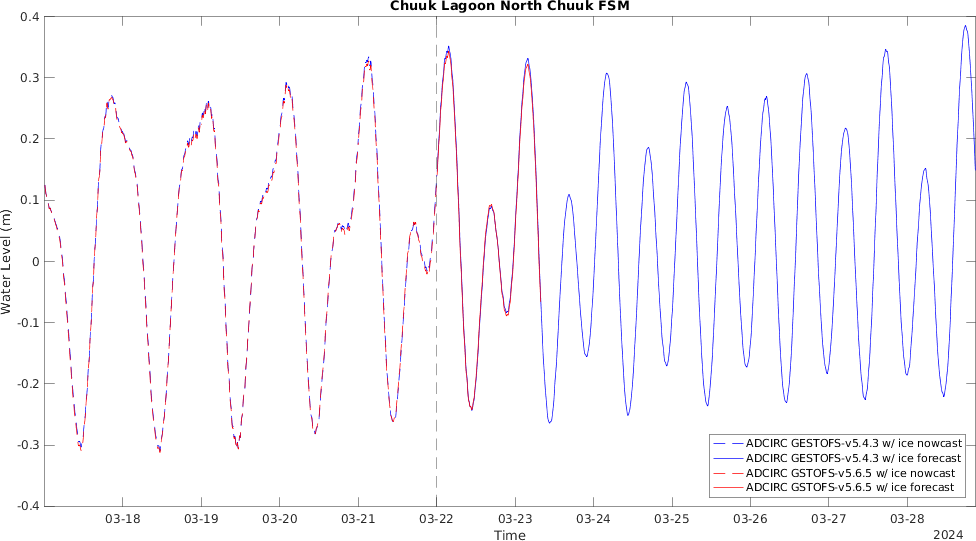 Chuuk Lagoon North Chuuk FSM
0.4
0.3
0.2
0.1
0
-0.1
-0.2
-0.3
-0.4
Water Level (m)
03-18 03-19 03-20 03-21 03-22 03-23 03-24 03-25 03-26 03-27 03-28
Time
2024
ADCIRC GESTOFS-v5.4.3 w/ ice nowcast
ADCIRC GESTOFS-v5.4.3 w/ ice forecast
ADCIRC GSTOFS-v5.6.5 w/ ice nowcast
ADCIRC GSTOFS-v5.6.5 w/ ice forecast